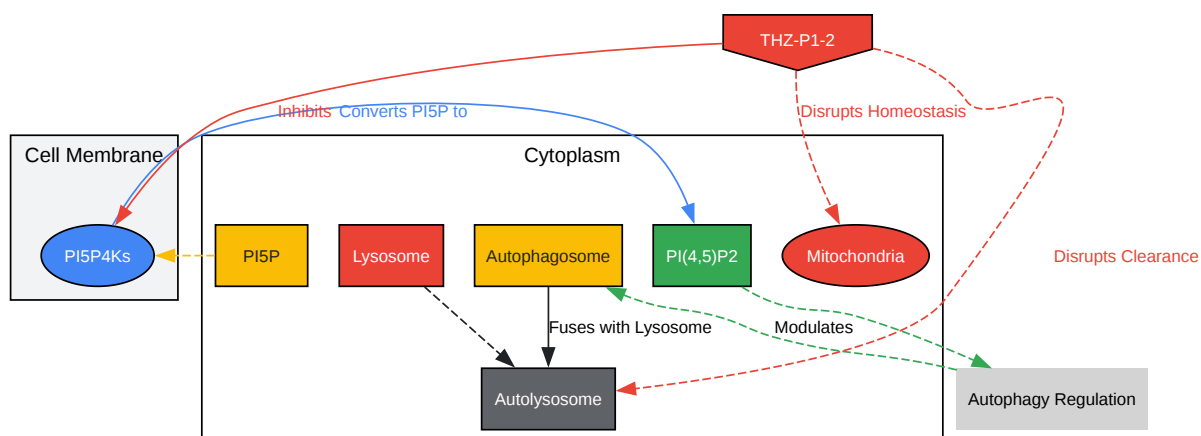 THZ-P1-2
Inhibits
Converts PI5P to
Disrupts Homeostasis
Cell Membrane
Cytoplasm
PI5P4Ks
PI5P
Lysosome
Autophagosome
PI(4,5)P2
Mitochondria
Disrupts Clearance
Fuses with Lysosome
Modulates
Autolysosome
Autophagy Regulation